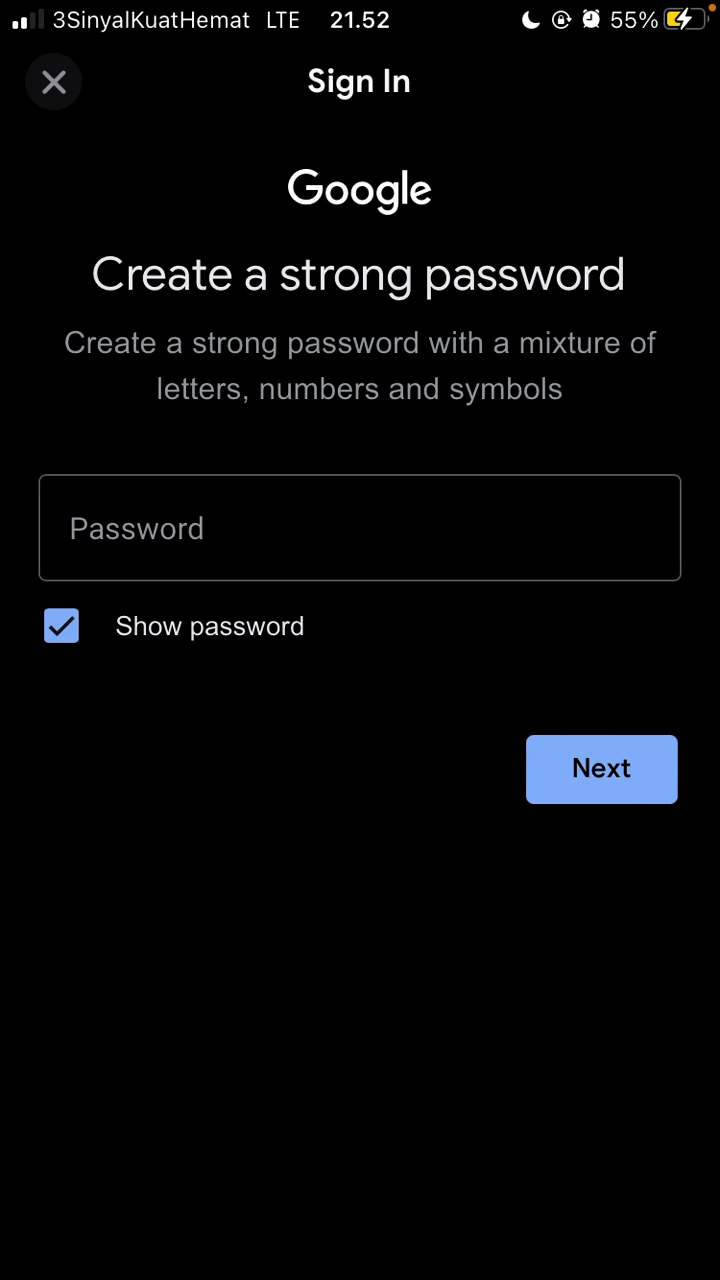 3SinyalKuatHemat LTE 21.52 55%
Sign In
Google
Create a strong password
Create a strong password with a mixture of
letters, numbers and symbols
Password
Show password
Next